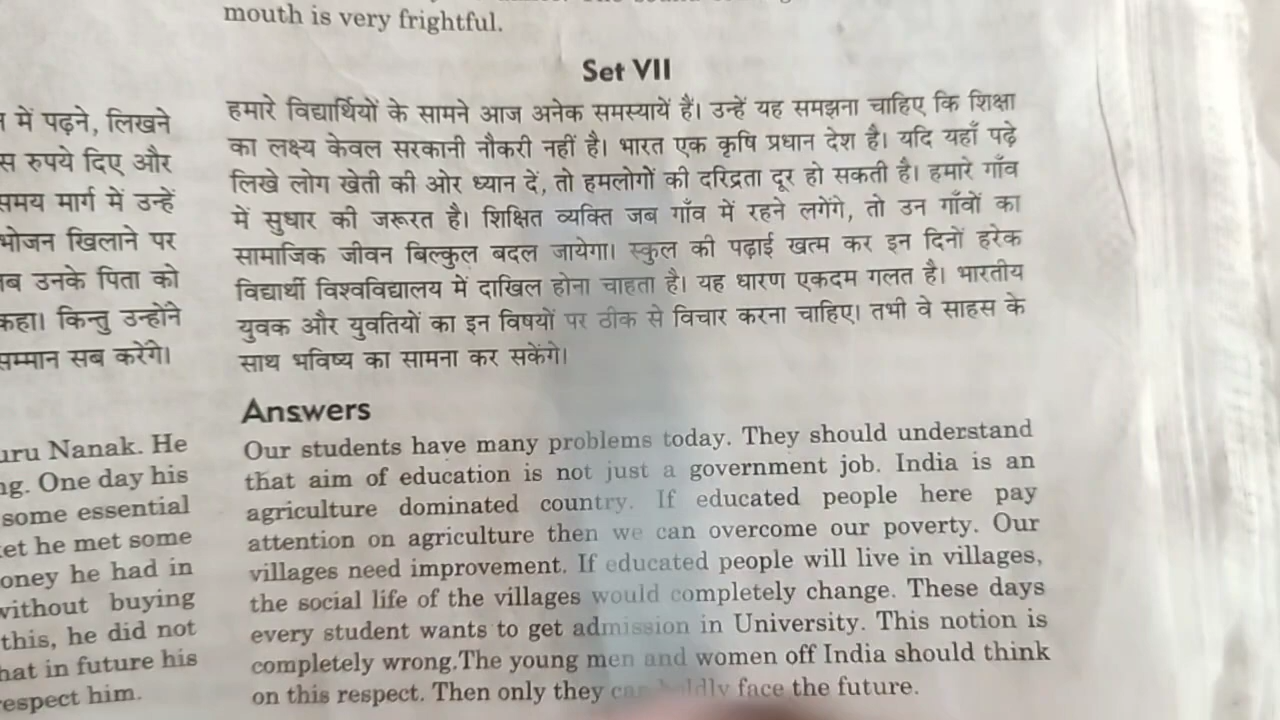 mouth is very frightful.
में पढ़ने, लिखने
रुपये दिए और
समय मार्ग में उन्हें
भोजन खिलाने पर
उनके पिता को
कहा। किन्तु उन्होंने
सम्मान सब करेंगे।
Nanak. He
One day his
some essential
he met some
he had in
without buying
this, he did not
that in future his
respect him.
Set VII
हमारे विद्यार्थियों के सामने आज अनेक समस्यायें हैं। उन्हें यह समझना चाहिए कि शिक्षा
का लक्ष्य केवल सरकानी नौकरी नहीं है। भारत एक कृषि प्रधान देश है। यदि यहाँ पढ़े
लिखे लोग खेती की ओर ध्यान दें, तो हमलोगों की दरिद्रता दूर हो सकती है। हमारे गाँव
में सुधार की जरूरत है। शिक्षित व्यक्ति जब गाँव में रहने लगेंगे, तो उन गाँवों का
सामाजिक जीवन बिल्कुल बदल जायेगा। स्कुल की पढ़ाई खत्म कर इन दिनों हरेक
विद्यार्थी विश्वविद्यालय में दाखिल होना चाहता है। यह धारण एकदम गलत है। भारतीय
युवक और युवतियों का इन विषयों पर ठीक से विचार करना चाहिए। तभी वे साहस के
साथ भविष्य का सामना कर सकेंगे।
Answers
Our students have many problems today. They should understand
that aim of education is not just a government job. India is an
agriculture dominated country. If educated people here pay
attention on agriculture then we can overcome our poverty. Our
villages need improvement. If educated people will live in villages,
the social life of the villages would completely change. These days
every student wants to get admission in University. This notion is
completely wrong.The young men and women off India should think
on this respect. Then only they can boldly face the future.